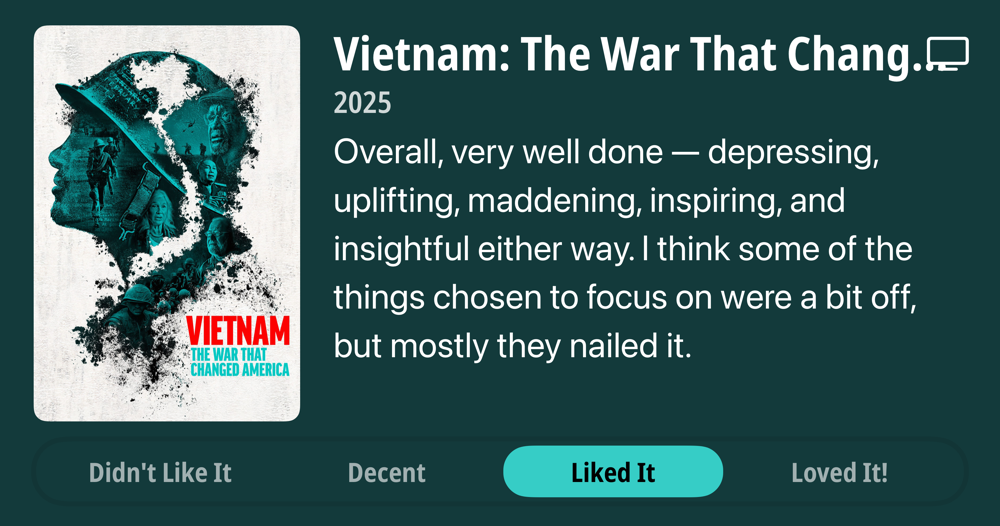 Vietnam: The War That Chang...
2025
Overall, very well done — depressing,
uplifting, maddening, inspiring, and
insightful either way. I think some of the
things chosen to focus on were a bit off,
but mostly they nailed it.
VIETNAM
THE WAR THAT
CHANGED AMERICA
Didn't Like It
Decent
Liked It
Loved It!